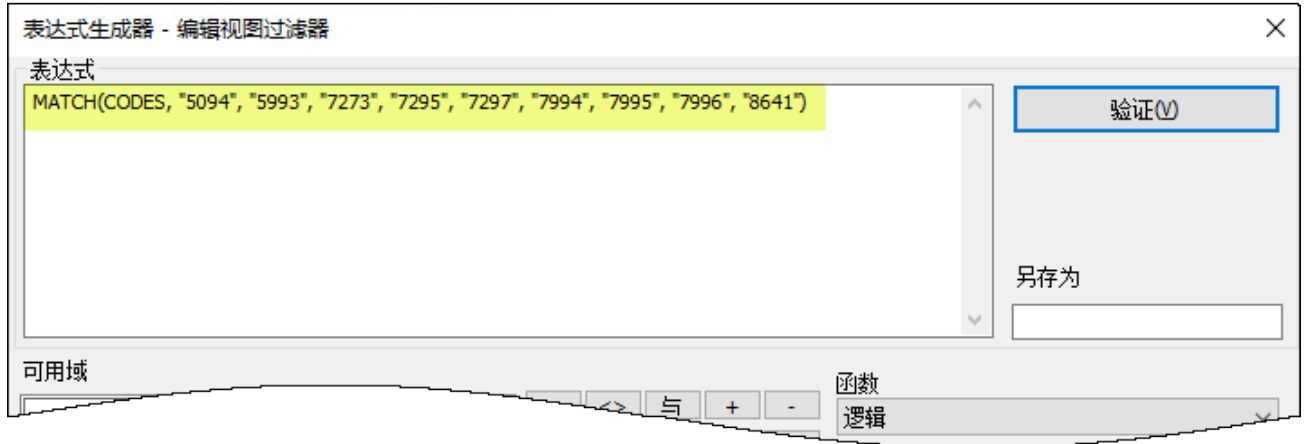 表达式生成器 - 编辑视图过滤器
表达式
MATCH(CODES, "5094", "5993", "7273", "7295", "7297", "7994", "7995", "7996", "8641")
验证(V)
另存为
可用域
<> 与 + -
函数
逻辑